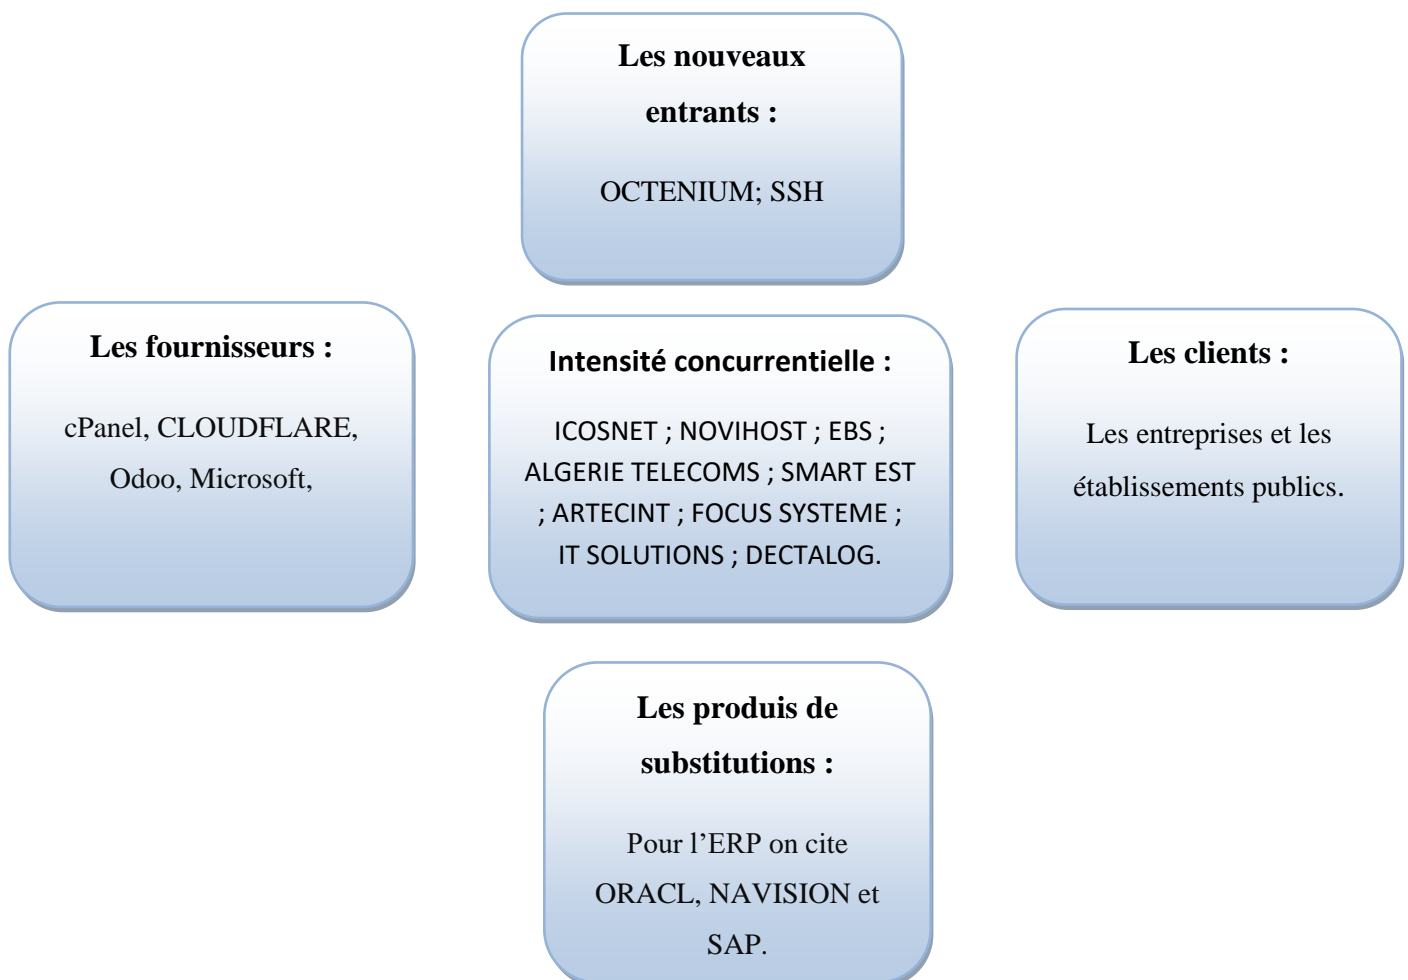 Les nouveaux
entrants :
OCTENIUM; SSH
Les fournisseurs :
cPanel, CLOUDFLARE,
Odoo, Microsoft,
Intensité concurrentielle :
ICOSNET ; NOVIHOST ; EBS ;
ALGERIE TELECOMS ; SMART EST
; ARTECINT ; FOCUS SYSTEME ;
IT SOLUTIONS ; DECTALOG.
Les clients :
Les entreprises et les
établissements publics.
Les produis de
substitutions :
Pour l’ERP on cite
ORACL, NAVISION et
SAP.